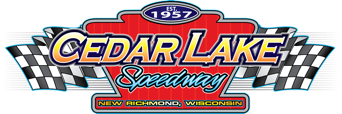 EST.
1957
CEDAR LAKE
Speedway
NEW RICHMOND, WISCONSIN